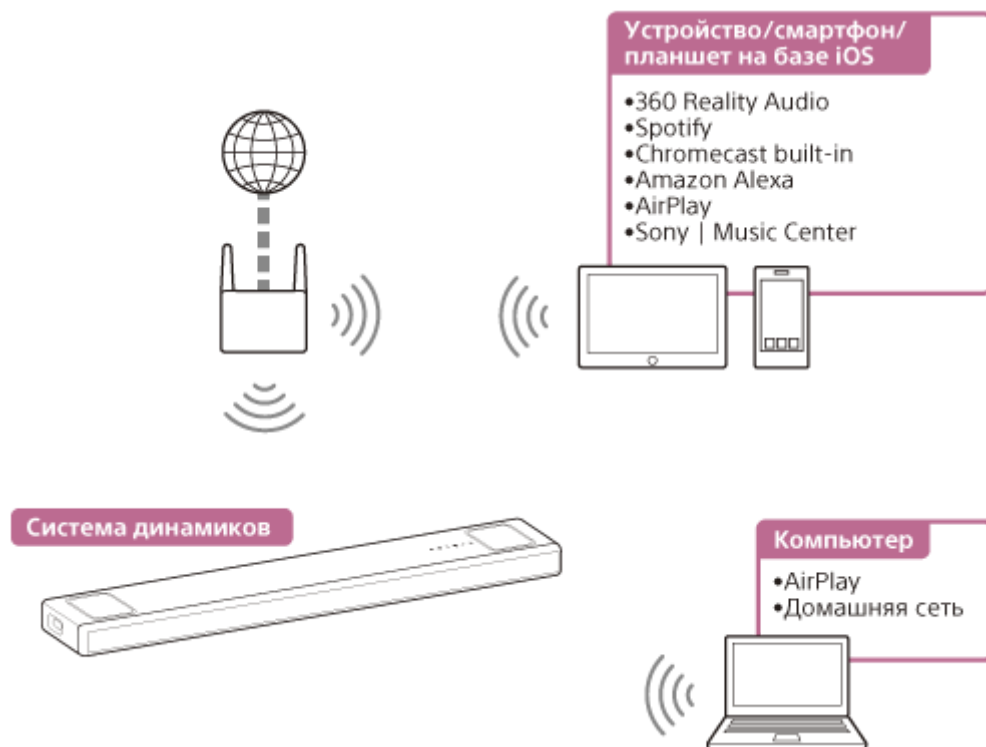 Устройство/смартфон/
планшет на базе iOS
•360 Reality Audio
•Spotify
•Chromecast built-in
•Amazon Alexa
•AirPlay
•Sony | Music Center
Система динамиков
Компьютер
•AirPlay
•Домашняя сеть